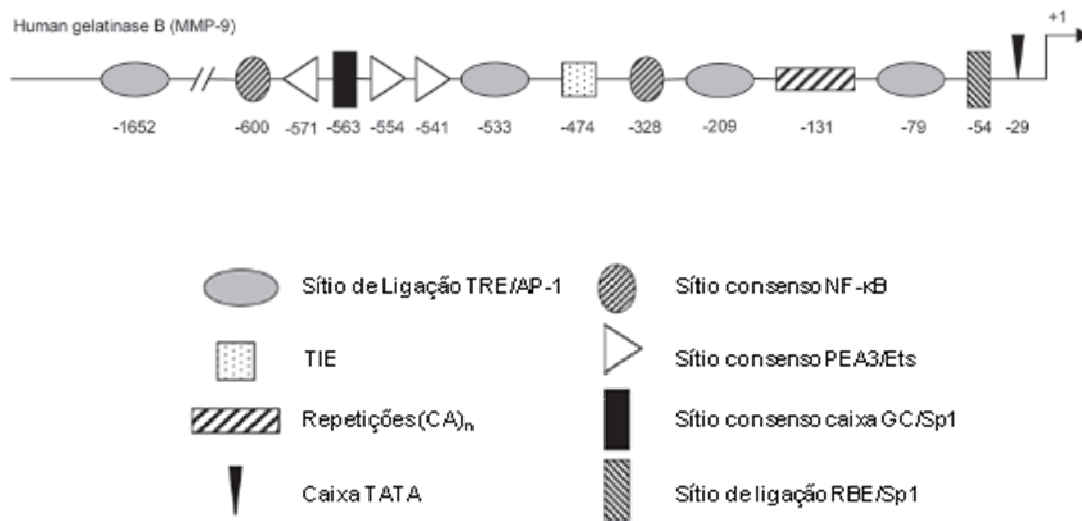 Human gelatinase B (MMP-9)
+1
-1652 -600 -571 -563 -554 -541 -533 -474 -328 -209 -131 -79 -54 -29
Sítio de Ligação TRE/AP-1
Sítio consenso NF-κB
TIE
Sítio consenso PEA3/Ets
Repetições (CA)n
Sítio consenso caixa GC/Sp1
Caixa TATA
Sítio de ligação RBE/Sp1